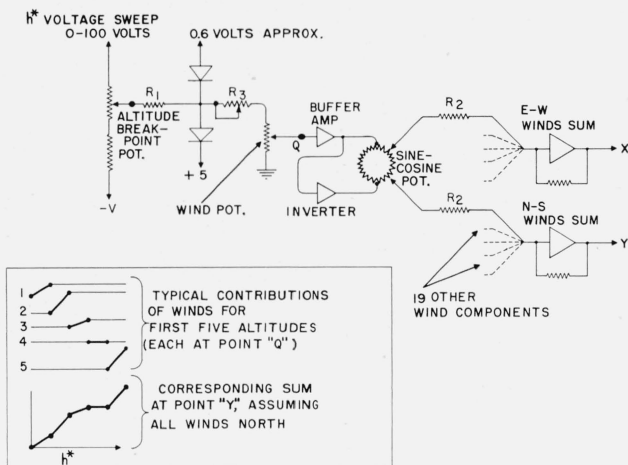 h* VOLTAGE SWEEP
0-100 VOLTS
0.6 VOLTS APPROX.
R1
R3
ALTITUDE
BREAK-
POINT
POT.
+5
-V
WIND POT.
Q
BUFFER
AMP
INVERTER
SINE-
COSINE
POT.
R2
E-W
WINDS SUM
X
R2
N-S
WINDS SUM
Y
19 OTHER
WIND COMPONENTS
1
2
3
4
5
TYPICAL CONTRIBUTIONS
OF WINDS FOR
FIRST FIVE ALTITUDES
(EACH AT POINT "Q")
CORRESPONDING SUM
AT POINT "Y," ASSUMING
ALL WINDS NORTH
h*